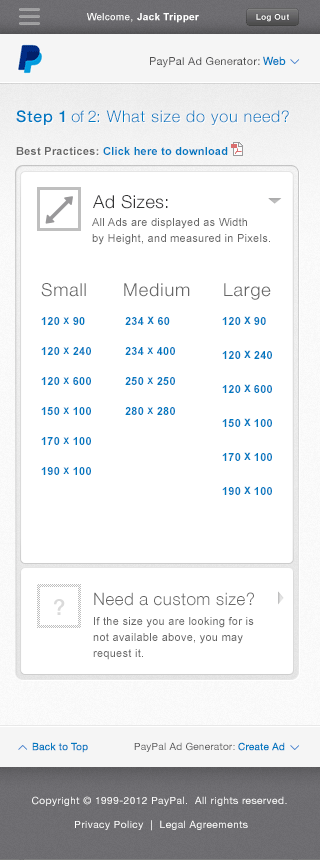 Welcome, Jack Tripper
Log Out
PayPal Ad Generator: Web
Step 1 of 2: What size do you need?
Best Practices: Click here to download
Ad Sizes:
All Ads are displayed as Width
by Height, and measured in Pixels.
Small Medium Large
120 x 90 234 x 60 120 x 90
120 x 240 234 x 400 120 x 240
120 x 600 250 x 250 120 x 600
150 x 100 280 x 280 150 x 100
170 x 100 170 x 100
190 x 100 190 x 100
?
Need a custom size?
If the size you are looking for is
not available above, you may
request it.
Back to Top PayPal Ad Generator: Create Ad
Copyright © 1999-2012 PayPal. All rights reserved.
Privacy Policy | Legal Agreements